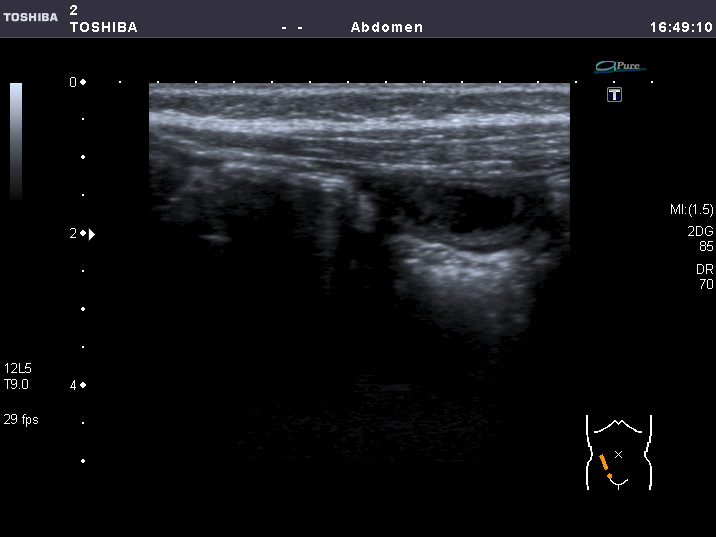 TOSHIBA
2
TOSHIBA - - Abdomen 16:49:10
APure
T
0
2
4
MI:(1.5)
2DG
85
DR
70
12L5
T9.0
29 fps